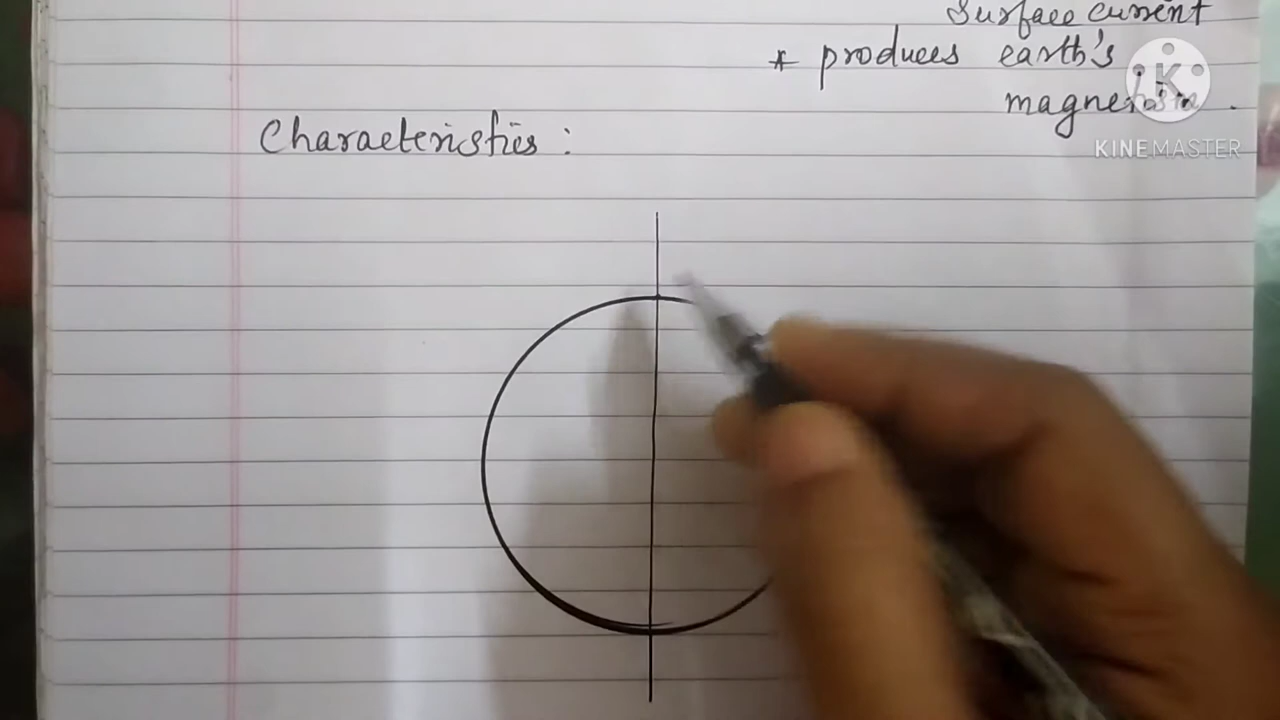 Surface current
* produces earth's
magnetism.
Characteristics:
K
KINEMASTER